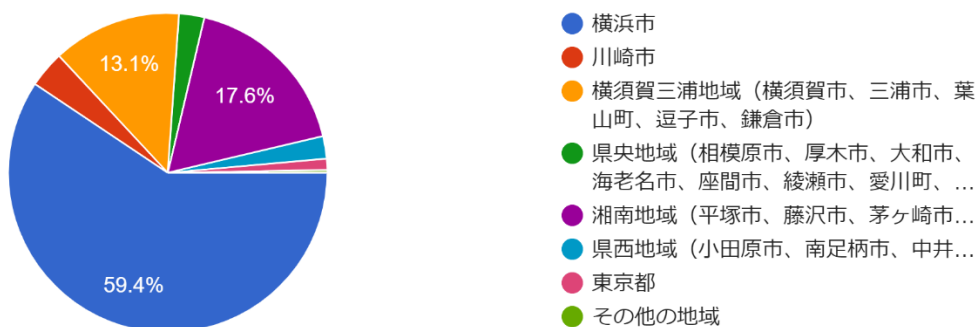 13.1%
17.6%
59.4%
横浜市
川崎市
横須賀三浦地域（横須賀市、三浦市、葉
山町、逗子市、鎌倉市）
県央地域（相模原市、厚木市、大和市、
海老名市、座間市、綾瀬市、愛川町、...
湘南地域（平塚市、藤沢市、茅ヶ崎市...
県西地域（小田原市、南足柄市、中井...
東京都
その他の地域